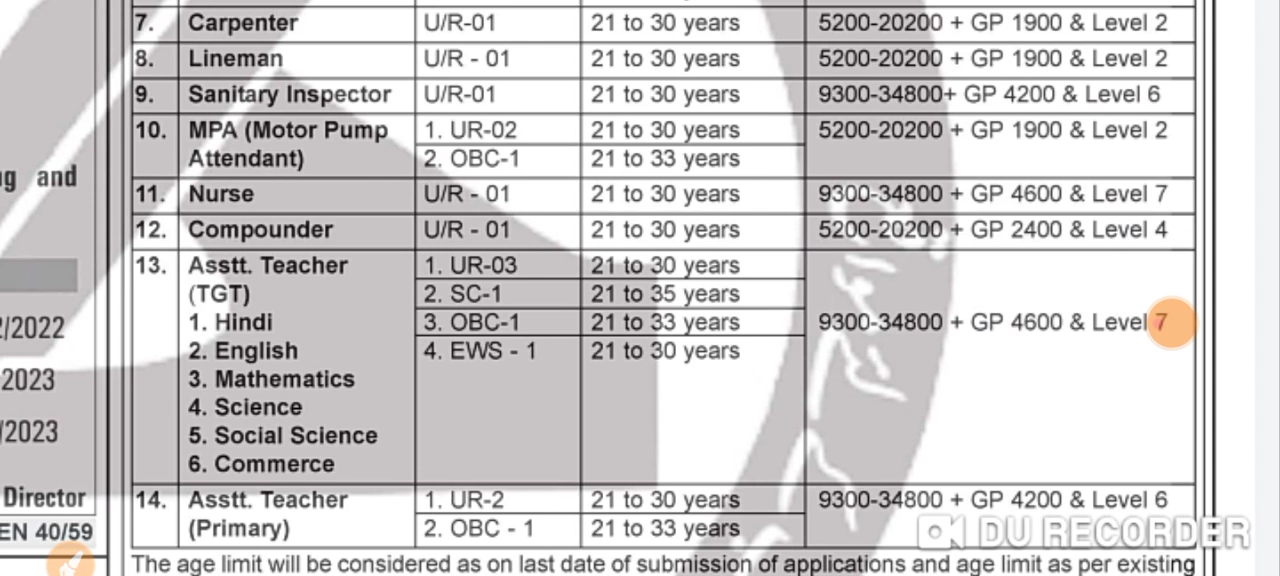 7. Carpenter U/R-01 21 to 30 years 5200-20200 + GP 1900 & Level 2
8. Lineman U/R - 01 21 to 30 years 5200-20200 + GP 1900 & Level 2
9. Sanitary Inspector U/R-01 21 to 30 years 9300-34800+ GP 4200 & Level 6
10. MPA (Motor Pump 1. UR-02 21 to 30 years 5200-20200 + GP 1900 & Level 2
Attendant) 2. OBC-1 21 to 33 years
and
11. Nurse U/R - 01 21 to 30 years 9300-34800 + GP 4600 & Level 7
12. Compounder U/R - 01 21 to 30 years 5200-20200 + GP 2400 & Level 4
13. Asstt. Teacher 1. UR-03 21 to 30 years
(TGT) 2. SC-1 21 to 35 years
/2022 1. Hindi 3. OBC-1 21 to 33 years 9300-34800 + GP 4600 & Level 7
2. English 4. EWS - 1 21 to 30 years
2023 3. Mathematics
4. Science
/2023 5. Social Science
6. Commerce
Director 14. Asstt. Teacher 1. UR-2 21 to 30 years 9300-34800 + GP 4200 & Level 6
EN 40/59 (Primary) 2. OBC - 1 21 to 33 years
DU RECORDER
The age limit will be considered as on last date of submission of applications and age limit as per existing